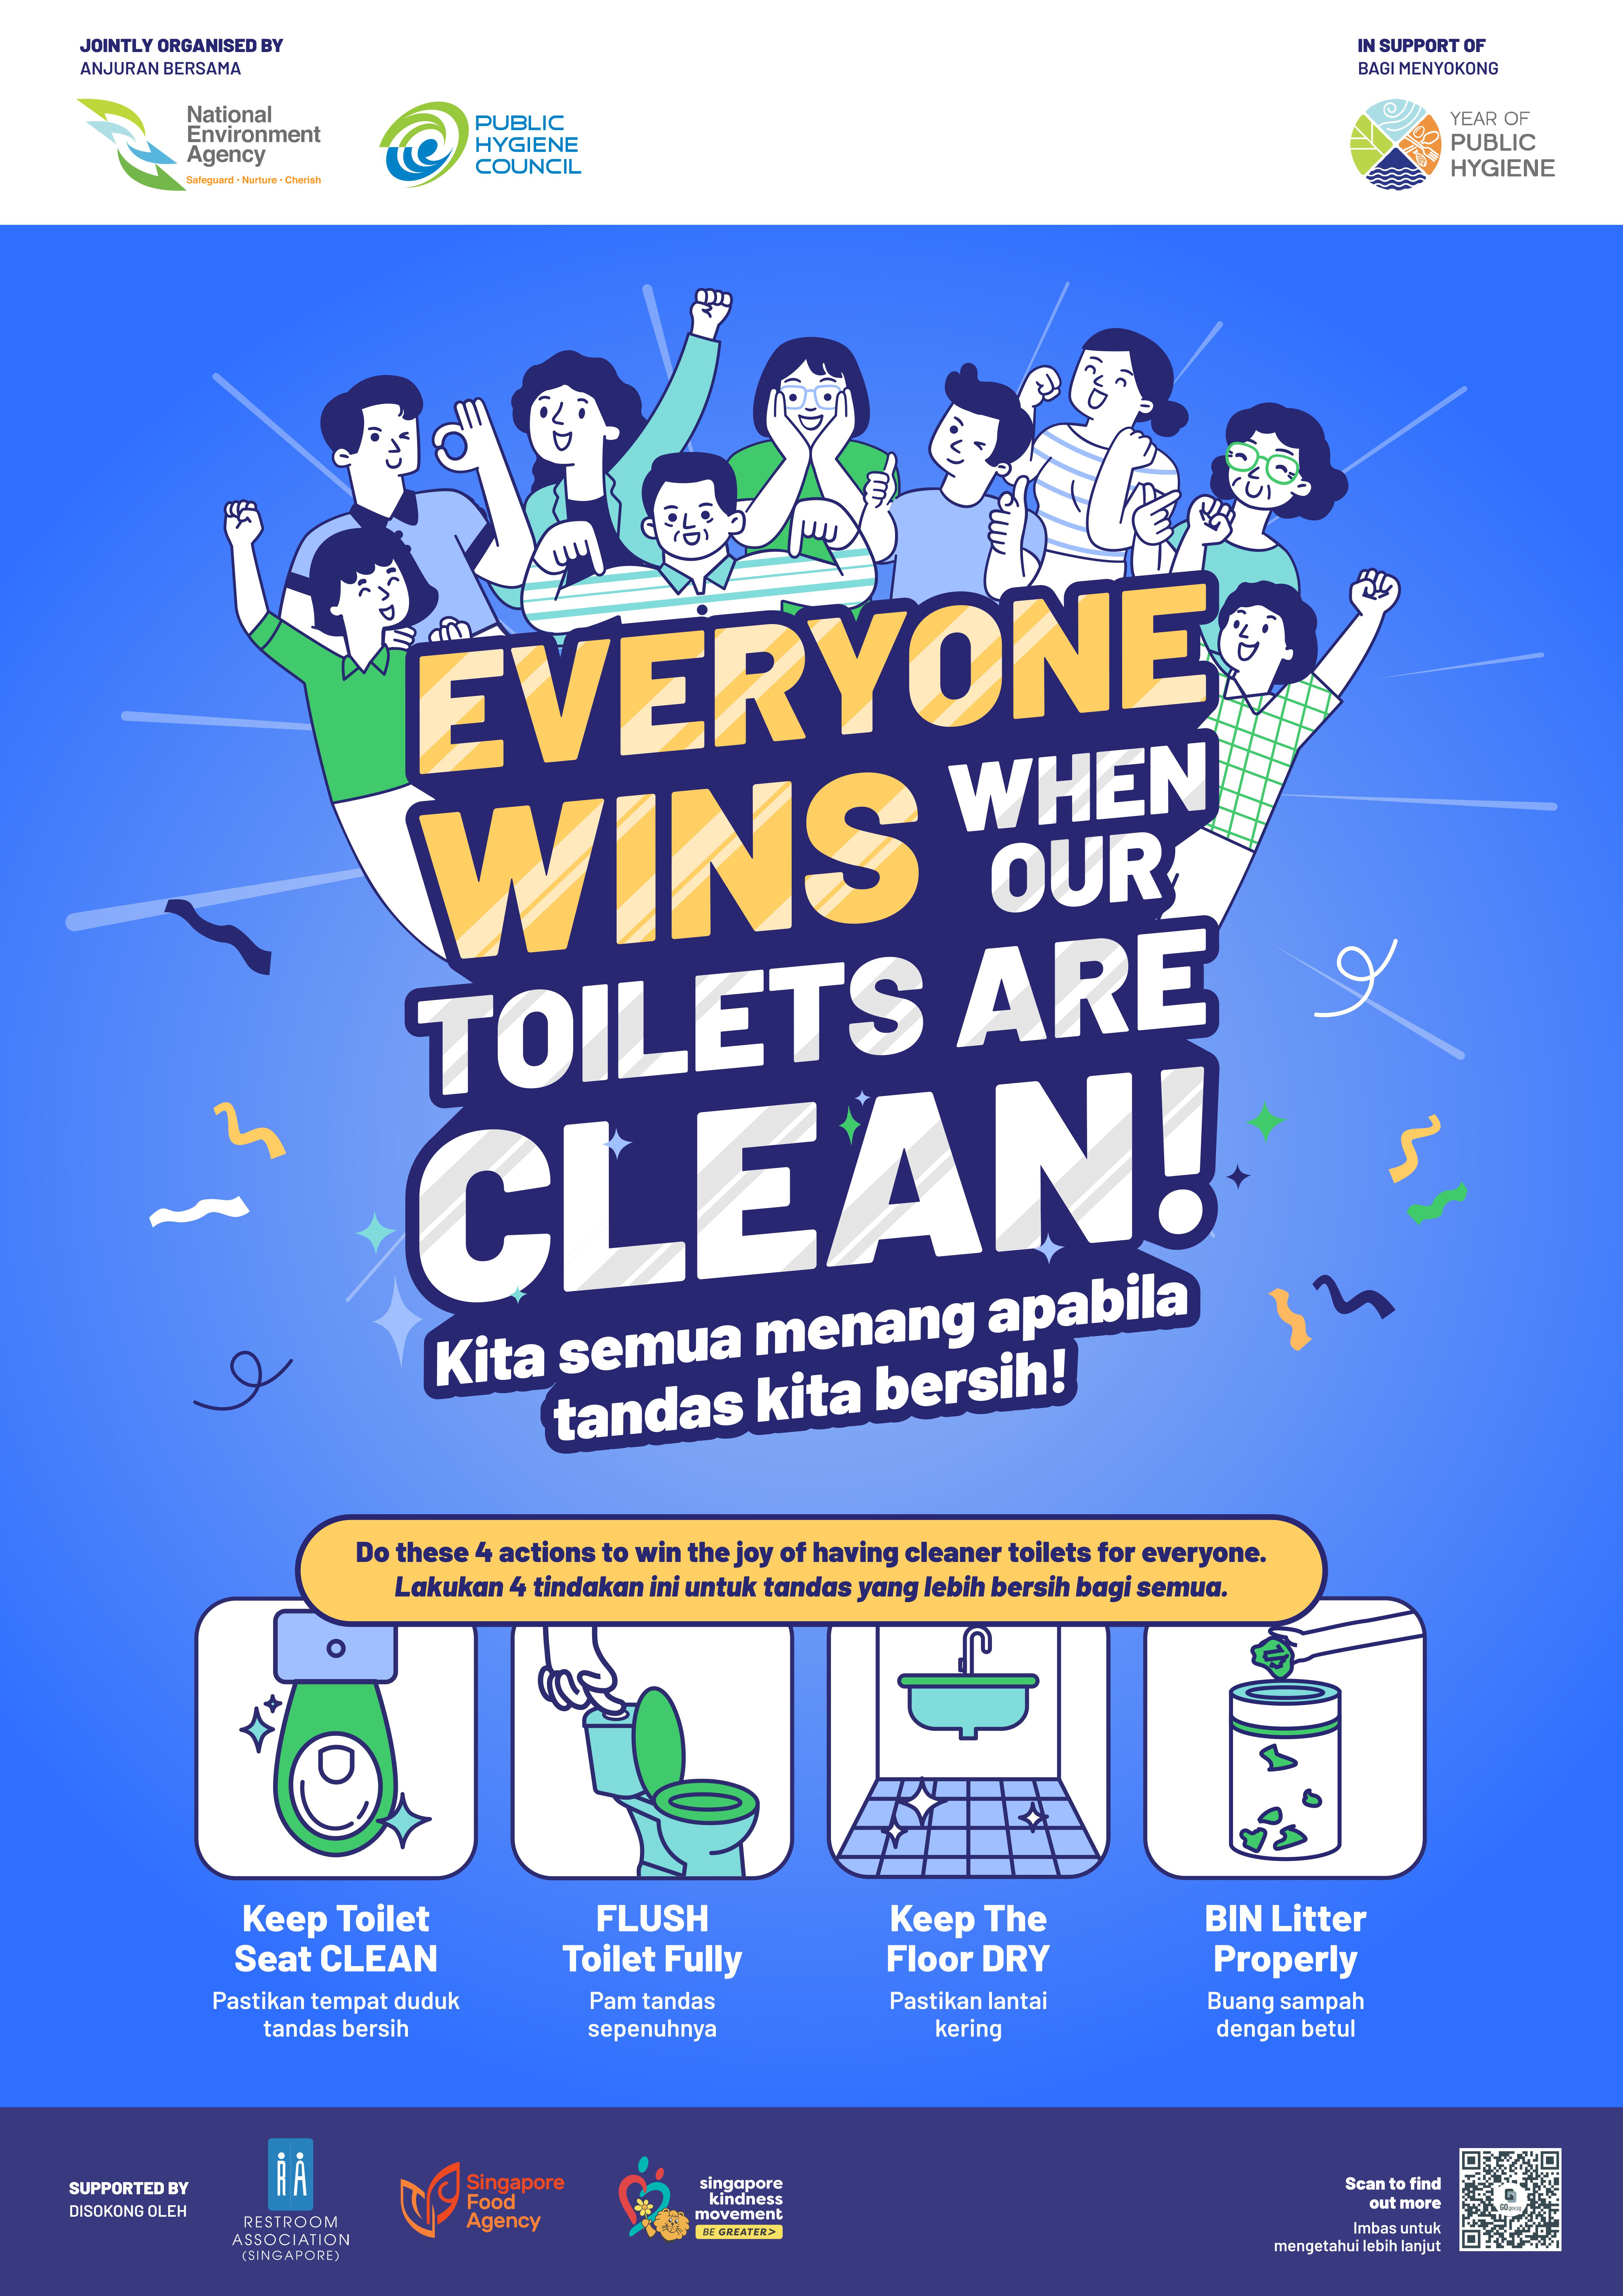 JOINTLY ORGANISED BY
ANJURAN BERSAMA
National
Environment
Agency
Safeguard • Nurture • Cherish
PUBLIC
HYGIENE
COUNCIL
IN SUPPORT OF
BAGI MENYOKONG
YEAR OF
PUBLIC
HYGIENE
EVERYONE
WINS
WHEN
OUR
TOILETS ARE
CLEAN!
Kita semua menang apabila
tandas kita bersih!
Do these 4 actions to win the joy of having cleaner toilets for everyone.
Lakukan 4 tindakan ini untuk tandas yang lebih bersih bagi semua.
Keep Toilet
Seat CLEAN
Pastikan tempat duduk
tandas bersih
FLUSH
Toilet Fully
Pam tandas
sepenuhnya
Keep The
Floor DRY
Pastikan lantai
kering
BIN Litter
Properly
Buang sampah
dengan betul
SUPPORTED BY
DISOKONG OLEH
RA
RESTROOM
ASSOCIATION
(SINGAPORE)
Singapore
Food
Agency
singapore
kindness
movement
BE GREATER>
Scan to find
out more
Imbas untuk
mengetahui lebih lanjut
GO.gov.sg